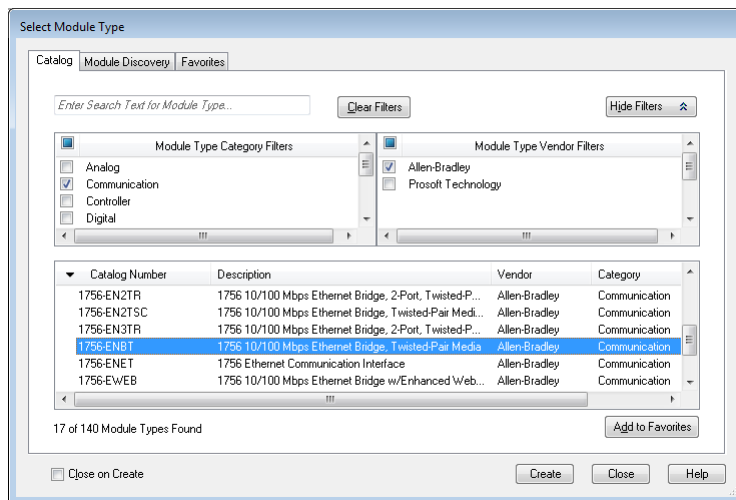 Select Module Type
Catalog Module Discovery Favorites
Enter Search Text for Module Type...
Clear Filters
Hide Filters
Module Type Category Filters
Analog
Communication
Controller
Digital
Module Type Vendor Filters
Allen-Bradley
Prosoft Technology
Catalog Number Description Vendor Category
1756-EN2TR 1756 10/100 Mbps Ethernet Bridge, 2-Port, Twisted-P... Allen-Bradley Communication
1756-EN2TSC 1756 10/100 Mbps Ethernet Bridge, Twisted-Pair Medi... Allen-Bradley Communication
1756-EN3TR 1756 10/100 Mbps Ethernet Bridge, 2-Port, Twisted-P... Allen-Bradley Communication
1756-ENBT 1756 10/100 Mbps Ethernet Bridge, Twisted-Pair Media Allen-Bradley Communication
1756-ENET 1756 Ethernet Communication Interface Allen-Bradley Communication
1756-EWEB 1756 10/100 Mbps Ethernet Bridge w/Enhanced Web... Allen-Bradley Communication
17 of 140 Module Types Found
Add to Favorites
Close on Create
Create Close Help